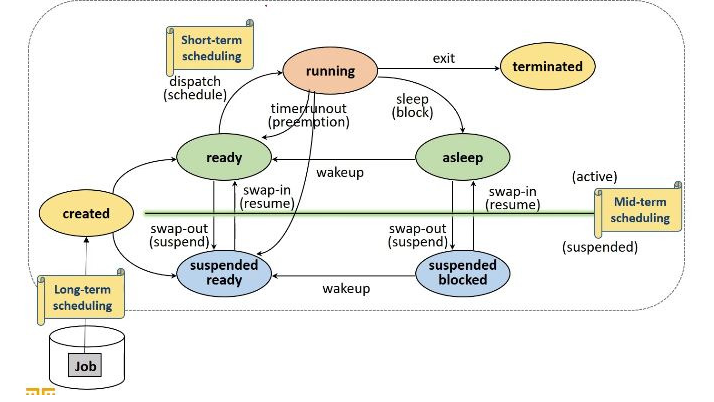 Short-term
scheduling
running
exit
terminated
dispatch
(schedule)
timerrunout
(preemption)
sleep
(block)
ready
asleep
wakeup
(active)
created
swap-in
(resume)
swap-in
(resume)
Mid-term
scheduling
swap-out
(suspend)
swap-out
(suspend)
(suspended)
suspended
ready
suspended
blocked
wakeup
Long-term
scheduling
Job